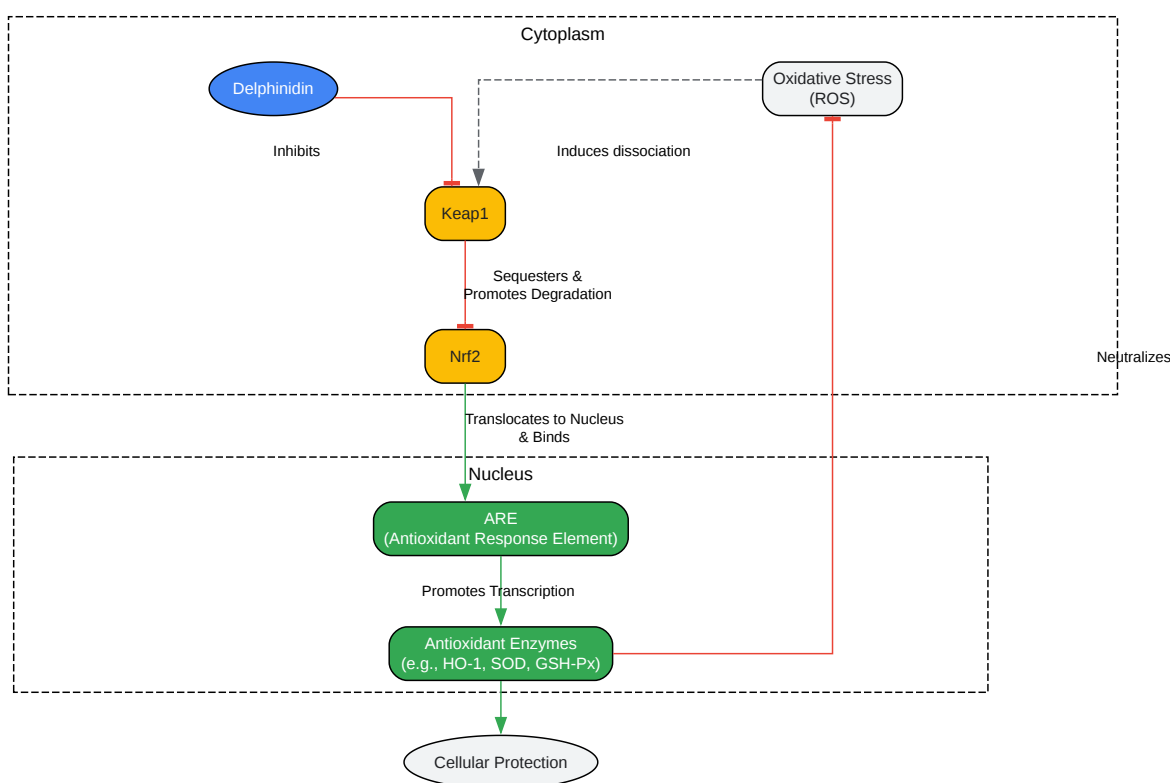 Cytoplasm
Delphinidin
Oxidative Stress
(ROS)
Inhibits
Induces dissociation
Keap1
Sequesters &
Promotes Degradation
Nrf2
Neutralizes
Translocates to Nucleus
& Binds
Nucleus
ARE
(Antioxidant Response Element)
Promotes Transcription
Antioxidant Enzymes
(e.g., HO-1, SOD, GSH-Px)
Cellular Protection